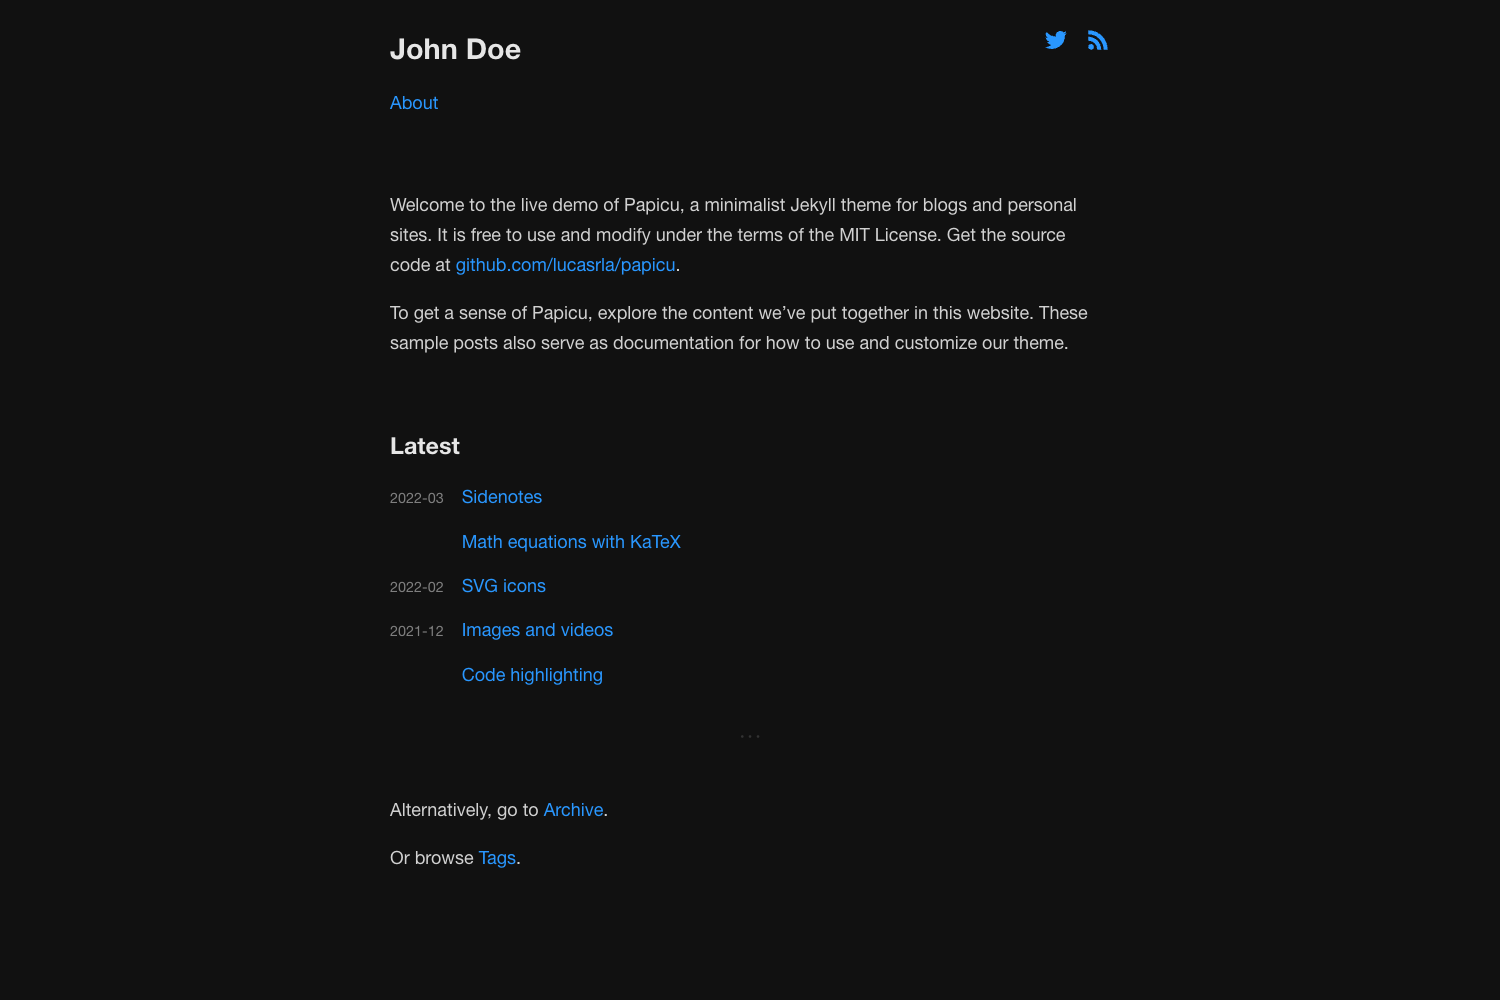 John Doe
About
Welcome to the live demo of Papicu, a minimalist Jekyll theme for blogs and personal
sites. It is free to use and modify under the terms of the MIT License. Get the source
code at github.com/lucasrla/papicu.
To get a sense of Papicu, explore the content we’ve put together in this website. These
sample posts also serve as documentation for how to use and customize our theme.
Latest
2022-03 Sidenotes
Math equations with KaTeX
2022-02 SVG icons
2021-12 Images and videos
Code highlighting
...
Alternatively, go to Archive.
Or browse Tags.